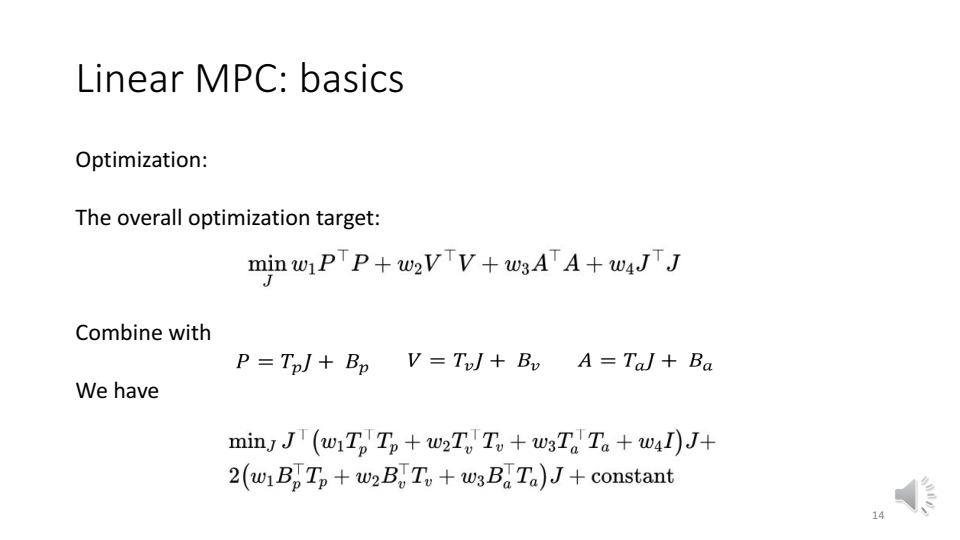 Linear MPC: basics
Optimization:
The overall optimization target:
$\min_{J} w_1 P^\top P + w_2 V^\top V + w_3 A^\top A + w_4 J^\top J$
Combine with
$P = T_p J + B_p \quad V = T_v J + B_v \quad A = T_a J + B_a$
We have
$\min_J J^\top \left( w_1 T_p^\top T_p + w_2 T_v^\top T_v + w_3 T_a^\top T_a + w_4 I \right) J +$
$2 \left( w_1 B_p^\top T_p + w_2 B_v^\top T_v + w_3 B_a^\top T_a \right) J + \text{constant}$
14